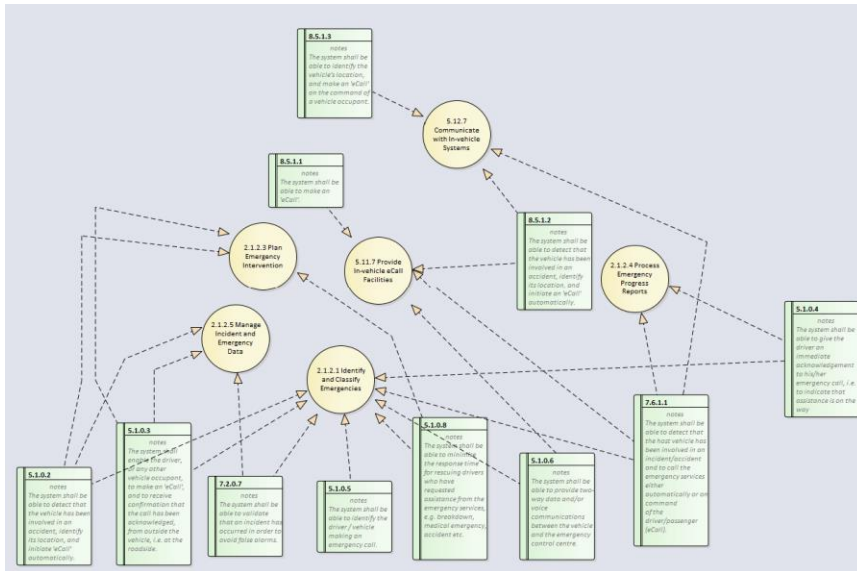 8.5.1.3
notes
The system shall be
able to identify the
vehicle's location,
and make an 'eCall'
on the command of
a vehicle occupant.
5.12.7
Communicate
with In-vehicle
Systems
8.5.1.1
notes
The system shall be
able to make an
'eCall'.
8.5.1.2
notes
The system shall be
able to detect that
the vehicle has been
involved in an
accident, identify
its location, and
initiate an 'eCall'
automatically.
2.1.2.3 Plan
Emergency
Intervention
5.11.7 Provide
In-vehicle eCall
Facilities
2.1.2.4 Process
Emergency
Progress
Reports
5.1.0.4
notes
The system shall be
able to give the
driver an
immediate
acknowledgement
to his/her
emergency call, i.e.
to indicate that
assistance is on the
way.
2.1.2.5 Manage
Incident and
Emergency
Data
2.1.2.1 Identify
and Classify
Emergencies
5.1.0.2
notes
The system shall be
able to detect that
the vehicle has been
involved in an
accident, identify
its location, and
initiate 'eCall'
automatically.
5.1.0.3
notes
The system shall
enable the driver,
or any other
vehicle occupant,
to make an 'eCall',
and to receive
confirmation that
the call has been
acknowledged,
from outside the
vehicle, i.e. at the
roadside.
7.2.0.7
notes
The system shall be
able to validate
that an incident has
occurred in order to
avoid false alarms.
5.1.0.5
notes
The system shall be
able to identify the
driver / vehicle
making an
emergency call.
5.1.0.8
notes
The system shall be
able to minimise
the response time
for rescuing drivers
who have
requested
assistance from the
emergency services,
e.g. breakdown,
medical emergency,
accident etc.
5.1.0.6
notes
The system shall be
able to provide two-
way data and/or
voice
communications
between the vehicle
and the emergency
control centre.
7.6.1.1
notes
The system shall be
able to detect that
the host vehicle has
been involved in an
incident/accident
and to call the
emergency services
either
automatically or on
command
of the
driver/passenger
(eCall).